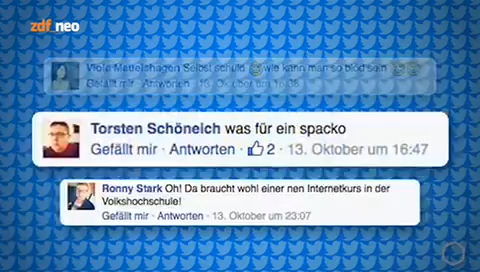 zdf_neo
Viola Mauelshagen Selbst schuld 😅wie kann man so blöd sein 😂😂
Gefällt mir · Antworten · 13. Oktober um 16:38
Torsten Schöneich was für ein spacko
Gefällt mir · Antworten · 2 · 13. Oktober um 16:47
Ronny Stark Oh! Da braucht wohl einer nen Internetkurs in der
Volkshochschule!
Gefällt mir · Antworten · 13. Oktober um 23:07